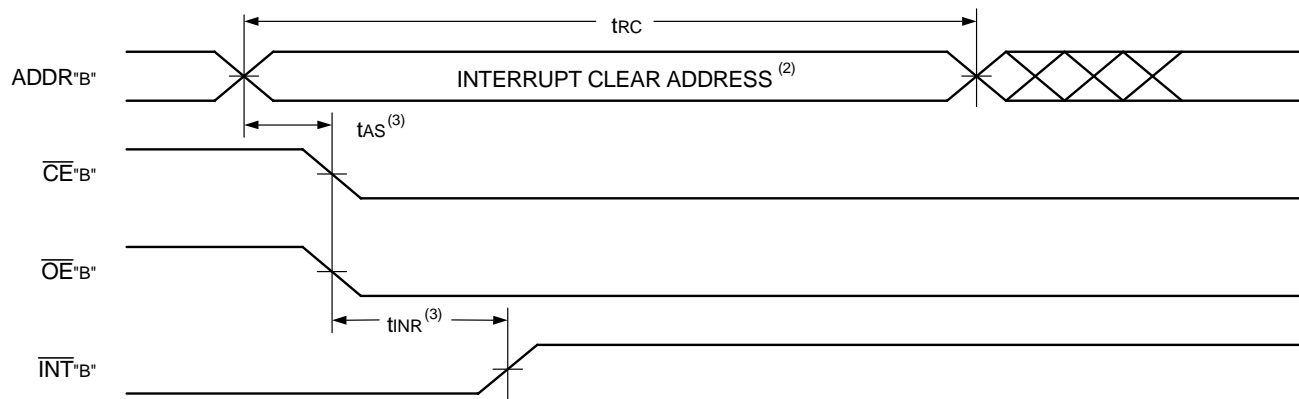 tRC
ADDR"B"
INTERRUPT CLEAR ADDRESS (2)
tAS(3)
CE"B"
OE"B"
tINR(3)
INT"B"